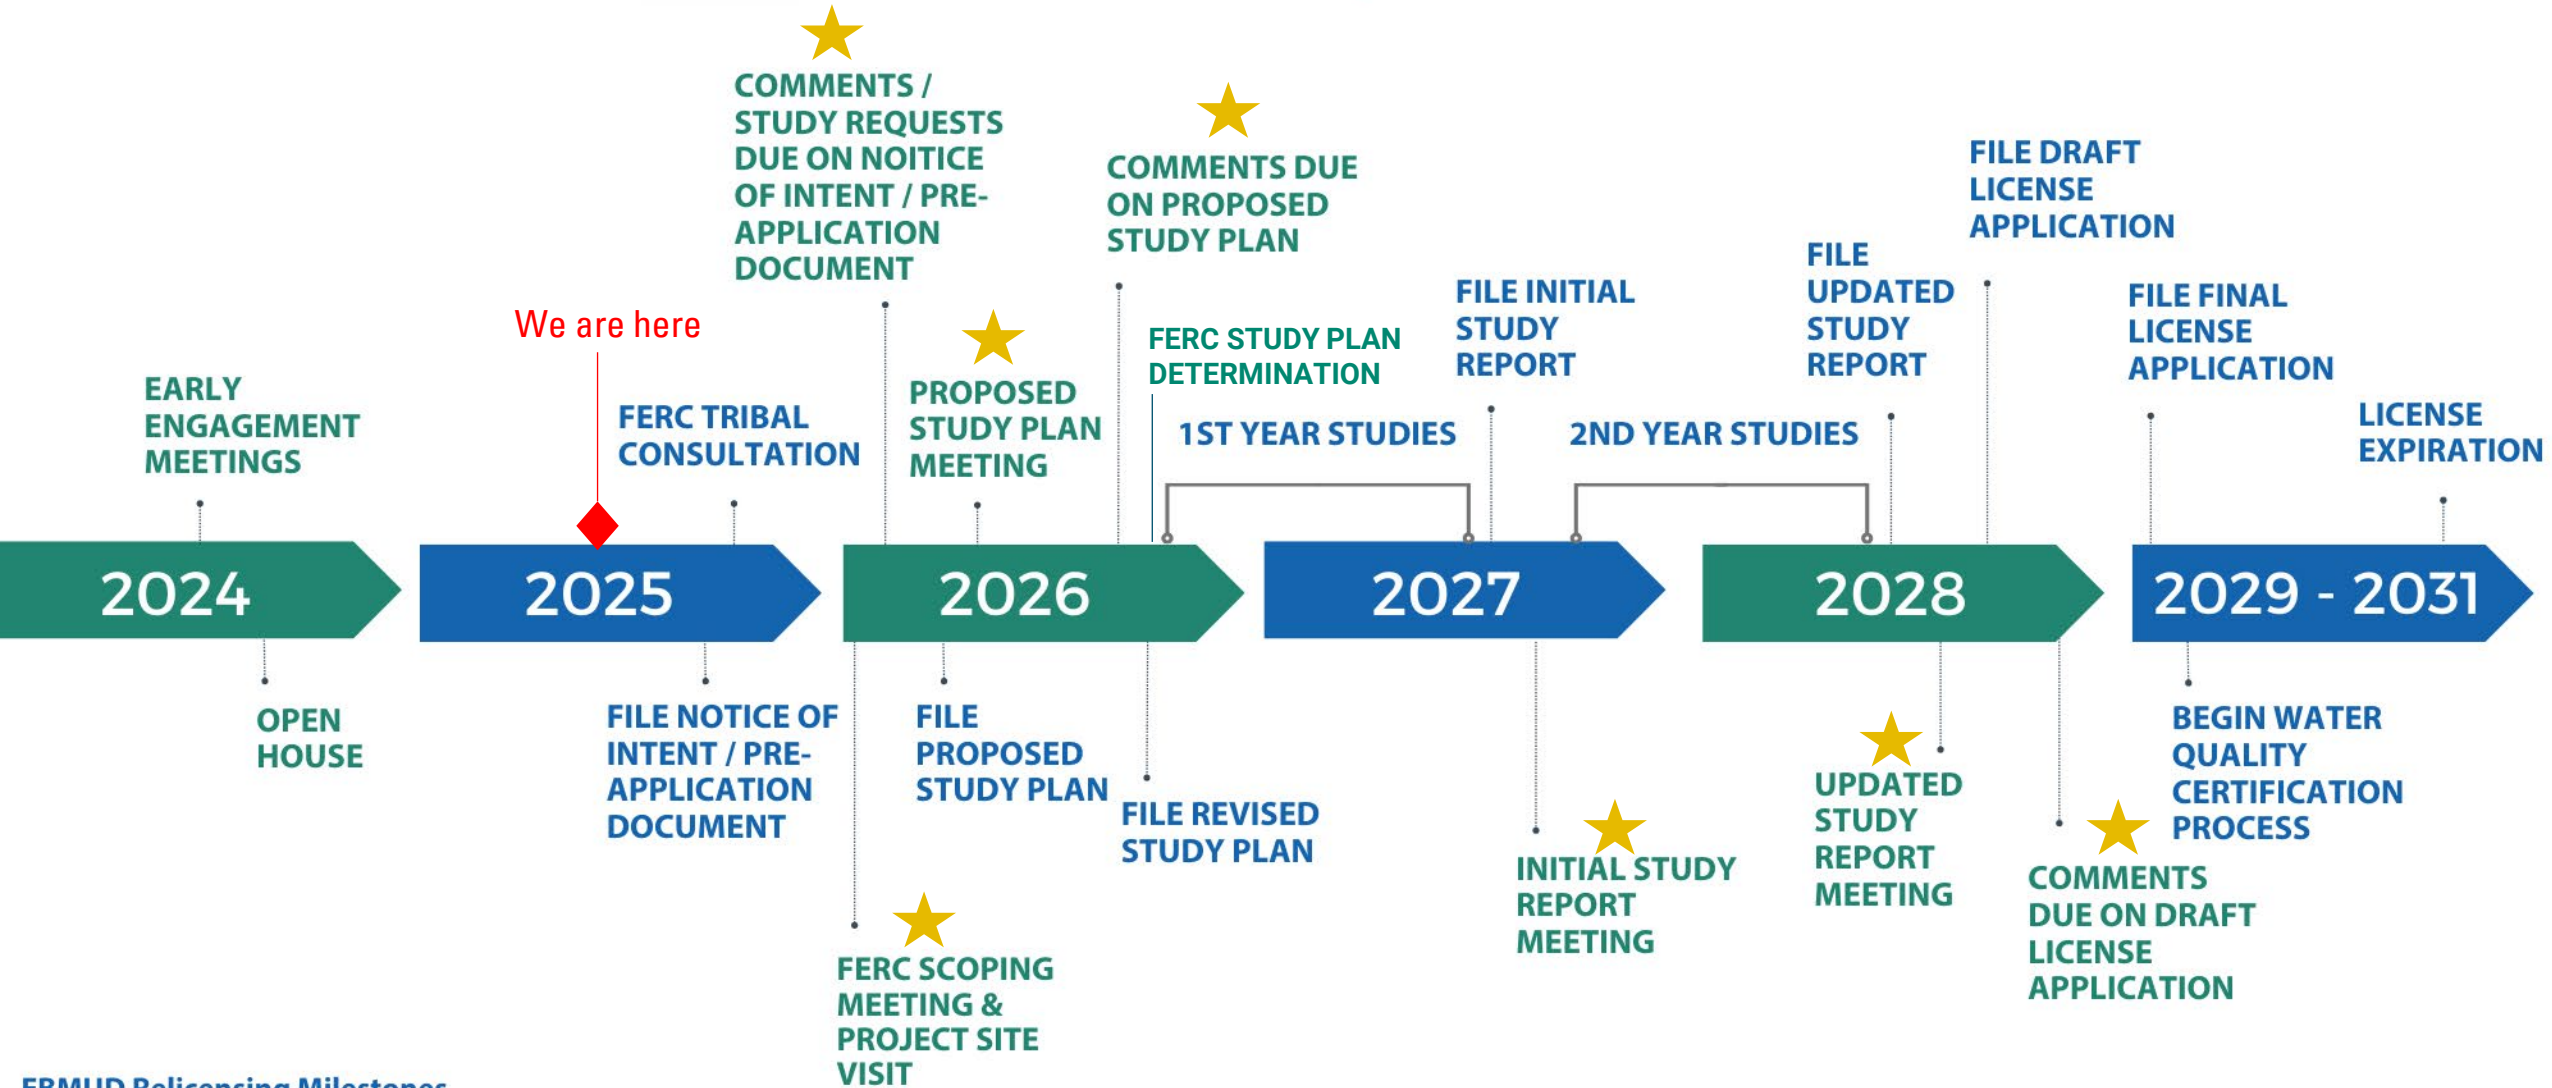 COMMENTS /
STUDY REQUESTS
DUE ON NOITICE
OF INTENT / PRE-
APPLICATION
DOCUMENT
COMMENTS DUE
ON PROPOSED
STUDY PLAN
FILE DRAFT
LICENSE
APPLICATION
FILE
UPDATED
STUDY
REPORT
FILE INITIAL
STUDY
REPORT
FILE FINAL
LICENSE
APPLICATION
We are here
FERC STUDY PLAN
DETERMINATION
EARLY
ENGAGEMENT
MEETINGS
FERC TRIBAL
CONSULTATION
PROPOSED
STUDY PLAN
MEETING
1ST YEAR STUDIES
2ND YEAR STUDIES
LICENSE
EXPIRATION
2024
2025
2026
2027
2028
2029 - 2031
OPEN
HOUSE
FILE NOTICE OF
INTENT / PRE-
APPLICATION
DOCUMENT
FILE
PROPOSED
STUDY PLAN
FILE REVISED
STUDY PLAN
FERC SCOPING
MEETING &
PROJECT SITE
VISIT
INITIAL STUDY
REPORT
MEETING
UPDATED
STUDY
REPORT
MEETING
BEGIN WATER
QUALITY
CERTIFICATION
PROCESS
COMMENTS
DUE ON DRAFT
LICENSE
APPLICATION
EBMUD Relicensing Milestones